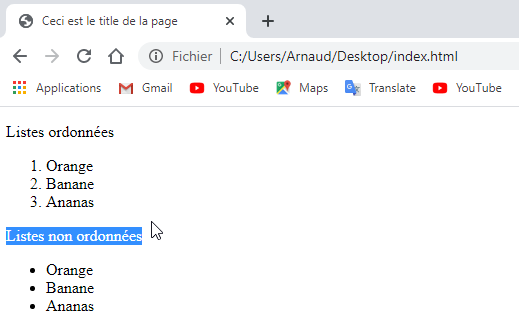 Ceci est le title de la page
Fichier C:/Users/Arnaud/Desktop/index.html
Applications Gmail YouTube Maps Translate YouTube
Listes ordonnées
1. Orange
2. Banane
3. Ananas
Listes non ordonnées
• Orange
• Banane
• Ananas